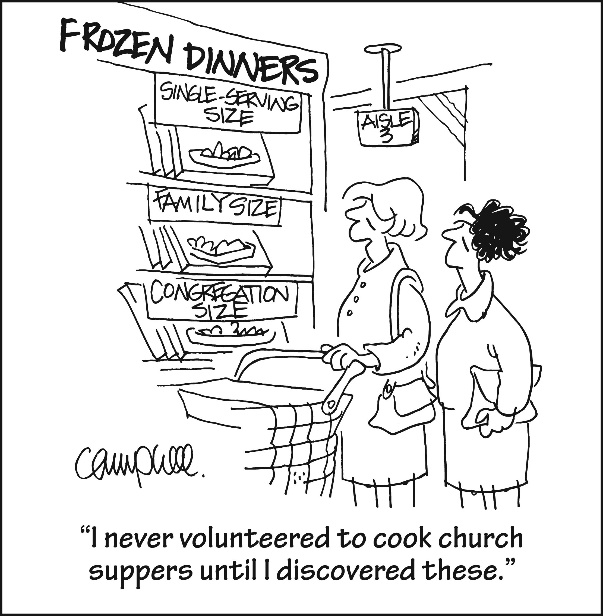 FROZEN DINNERS
SINGLE-SERVING
SIZE
AISLE
3
FAMILY SIZE
CONGREGATION
SIZE
Campbell.
“I never volunteered to cook church
suppers until I discovered these.”